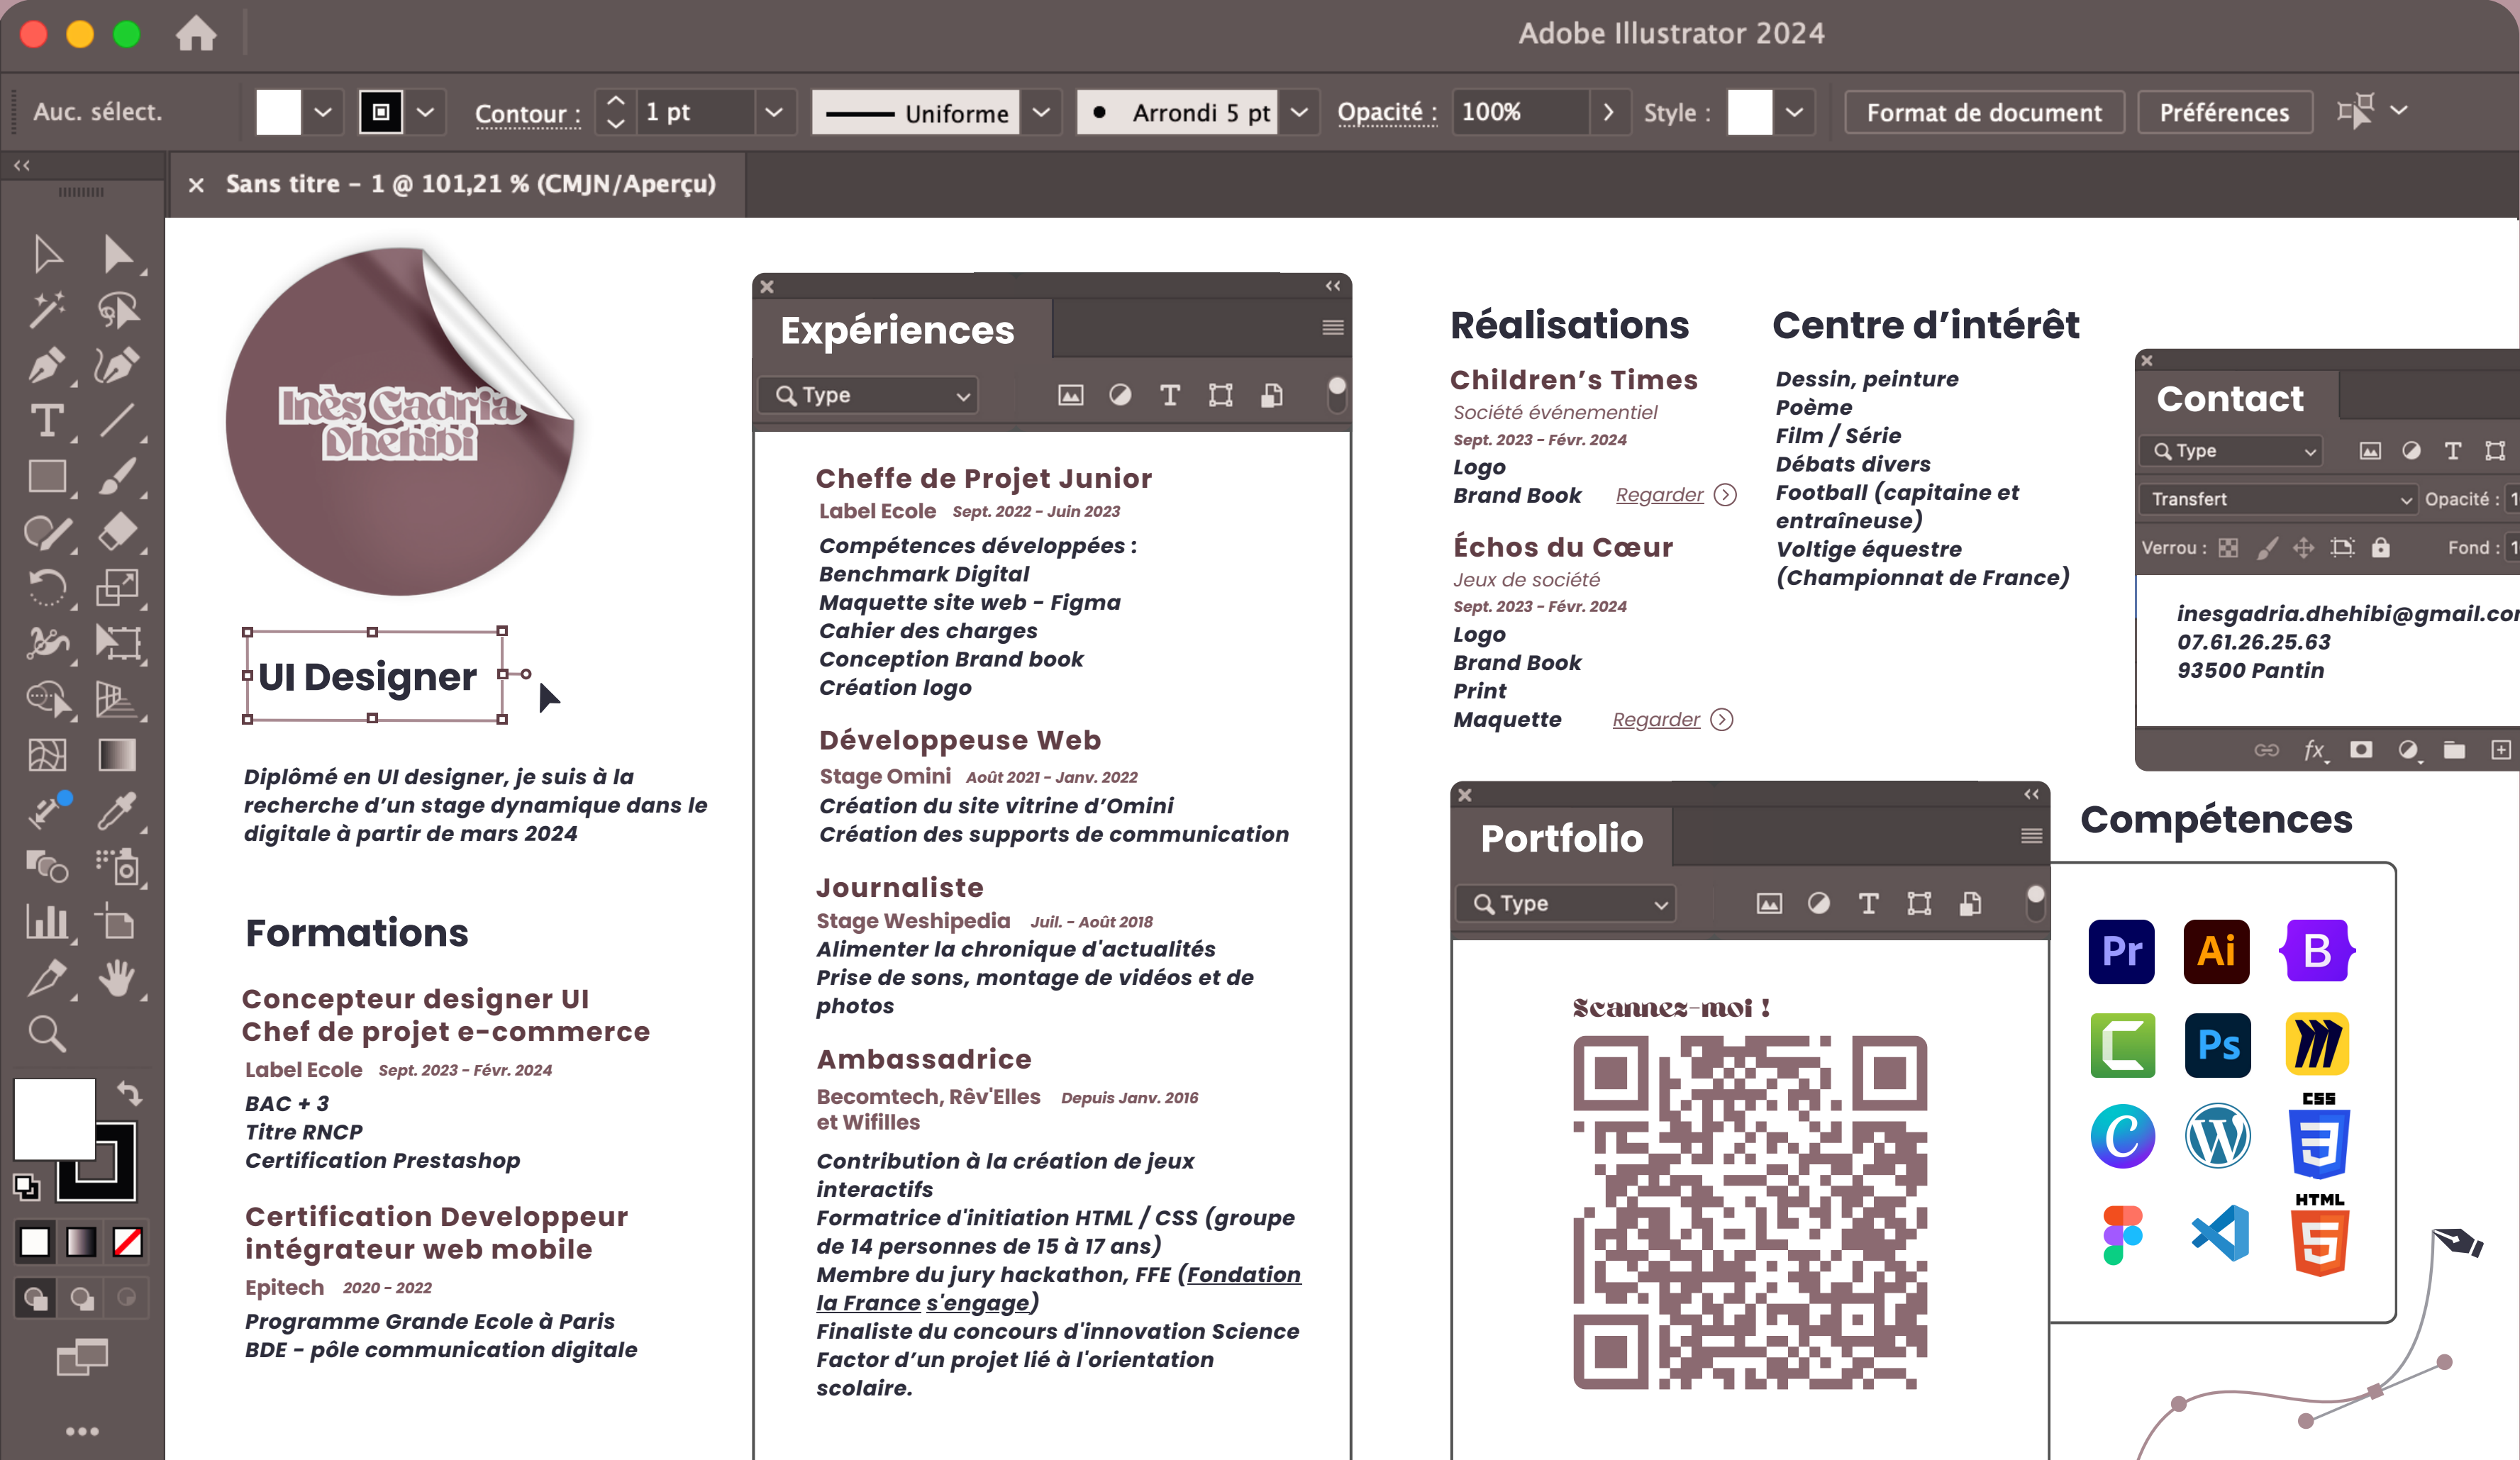 Adobe Illustrator 2024
Auc. sélect.
Contour :
1 pt
Uniforme
Arrondi 5 pt
Opacité :
100%
Style :
Format de document
Préférences
Sans titre - 1 @ 101,21 % (CMJN/Aperçu)
Inès Gadria
Dhehibi
UI Designer
Diplômé en UI designer, je suis à la
recherche d’un stage dynamique dans le
digitale à partir de mars 2024
Formations
Concepteur designer UI
Chef de projet e-commerce
Label Ecole Sept. 2023 - Févr. 2024
BAC + 3
Titre RNCP
Certification Prestashop
Certification Developpeur
intégrateur web mobile
Epitech 2020 - 2022
Programme Grande Ecole à Paris
BDE - pôle communication digitale
Expériences
Type
Cheffe de Projet Junior
Label Ecole Sept. 2022 - Juin 2023
Compétences développées :
Benchmark Digital
Maquette site web - Figma
Cahier des charges
Conception Brand book
Création logo
Développeuse Web
Stage Omini Août 2021 - Janv. 2022
Création du site vitrine d’Omini
Création des supports de communication
Journaliste
Stage Weshipedia Juil. - Août 2018
Alimenter la chronique d'actualités
Prise de sons, montage de vidéos et de
photos
Ambassadrice
Becomtech, Rêv'Elles Depuis Janv. 2016
et Wifilles
Contribution à la création de jeux
interactifs
Formatrice d'initiation HTML / CSS (groupe
de 14 personnes de 15 à 17 ans)
Membre du jury hackathon, FFE (Fondation
la France s'engage)
Finaliste du concours d'innovation Science
Factor d’un projet lié à l'orientation
scolaire.
Réalisations
Children’s Times
Société événementiel
Sept. 2023 - Févr. 2024
Logo
Brand Book Regarder
Échos du Cœur
Jeux de société
Sept. 2023 - Févr. 2024
Logo
Brand Book
Print
Maquette Regarder
Centre d’intérêt
Dessin, peinture
Poème
Film / Série
Débats divers
Football (capitaine et
entraîneuse)
Voltige équestre
(Championnat de France)
Contact
Type
Transfert
Opacité : 1
Verrou :
Fond : 1
inesgadria.dhehibi@gmail.co
07.61.26.25.63
93500 Pantin
fx
Portfolio
Type
Scannez-moi !
Compétences
Pr
Ai
B
C
Ps
C
W
CSS
3
HTML
5